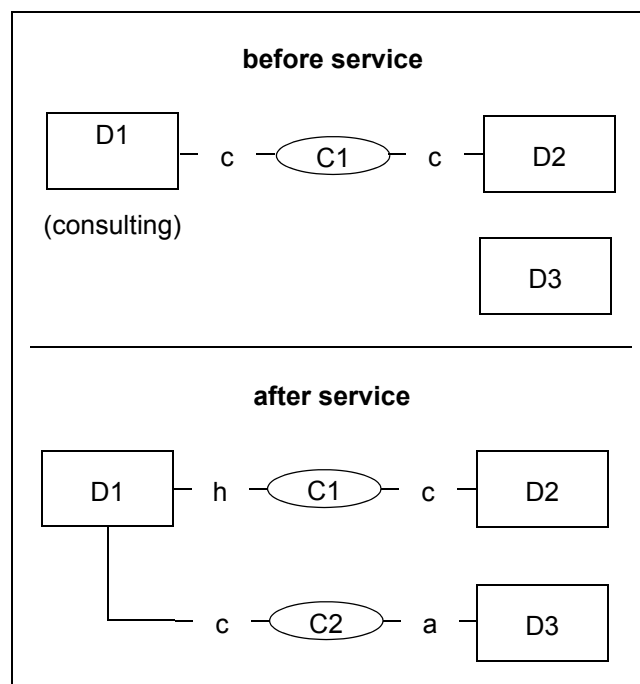 before service
D1 c C1 c D2
(consulting)
D3
after service
D1 h C1 c D2
c C2 a D3